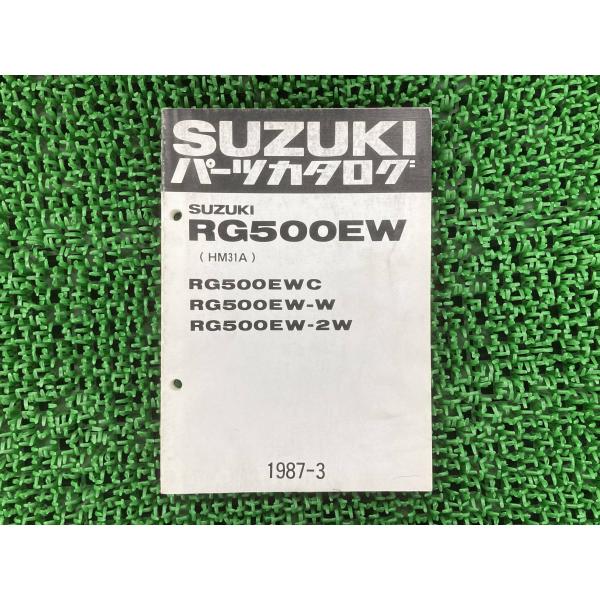 SUZUKI
パーツカタログ
SUZUKI
RG500EW
( HM31A )
RG500EWC
RG500EW-W
RG500EW-2W
1987-3